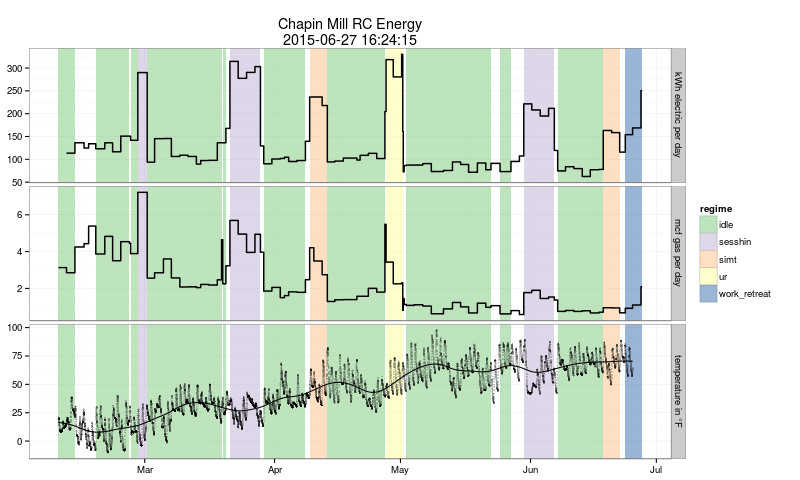 Chapin Mill RC Energy
2015-06-27 16:24:15
300
250
200
150
100
50
kWh electric per day
6
4
2
mcf gas per day
100
75
50
25
0
temperature in °F
Mar
Apr
May
Jun
Jul
regime
idle
sesshin
simt
ur
work_retreat